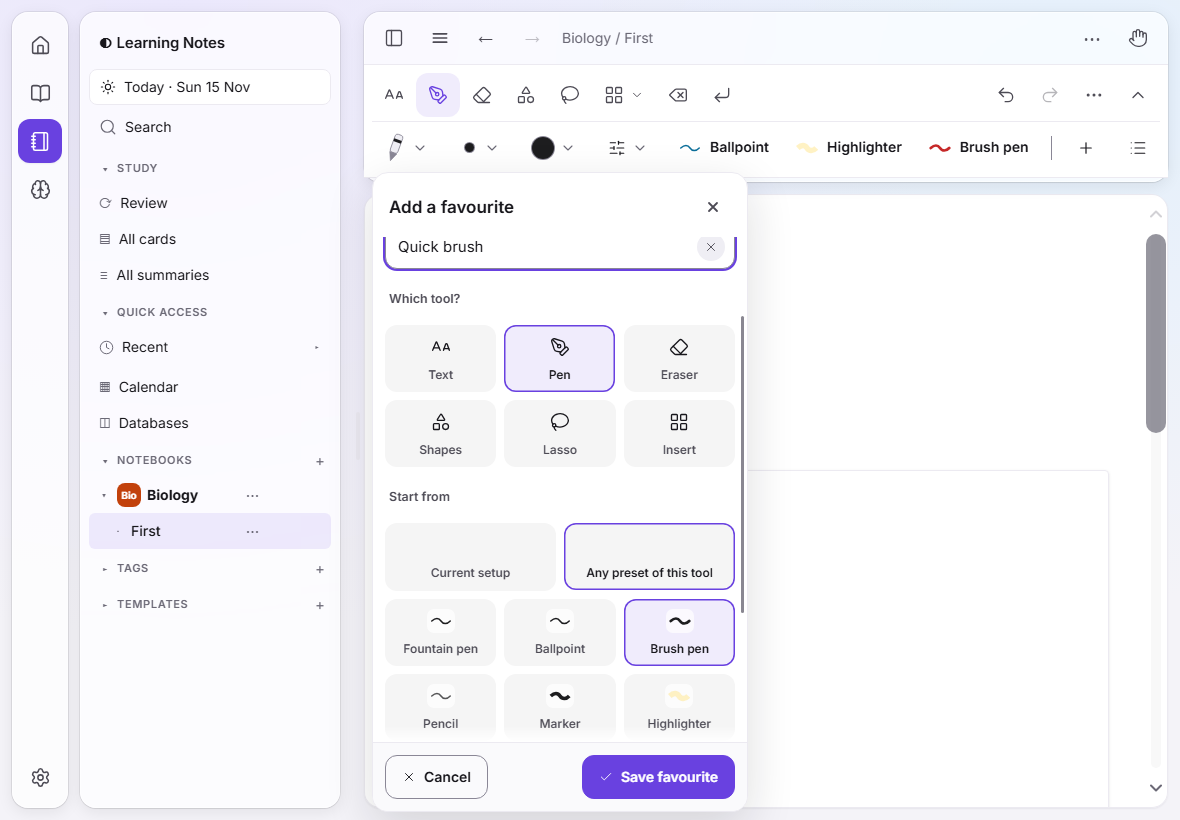 Learning Notes
Today · Sun 15 Nov
Search
STUDY
Review
All cards
All summaries
QUICK ACCESS
Recent
Calendar
Databases
NOTEBOOKS
Bio Biology
First
TAGS
TEMPLATES
Biology / First
AA
Ballpoint Highlighter Brush pen
Add a favourite
Quick brush
Which tool?
AA
Text Pen Eraser
Shapes Lasso Insert
Start from
Current setup Any preset of this tool
Fountain pen Ballpoint Brush pen
Pencil Marker Highlighter
Cancel Save favourite